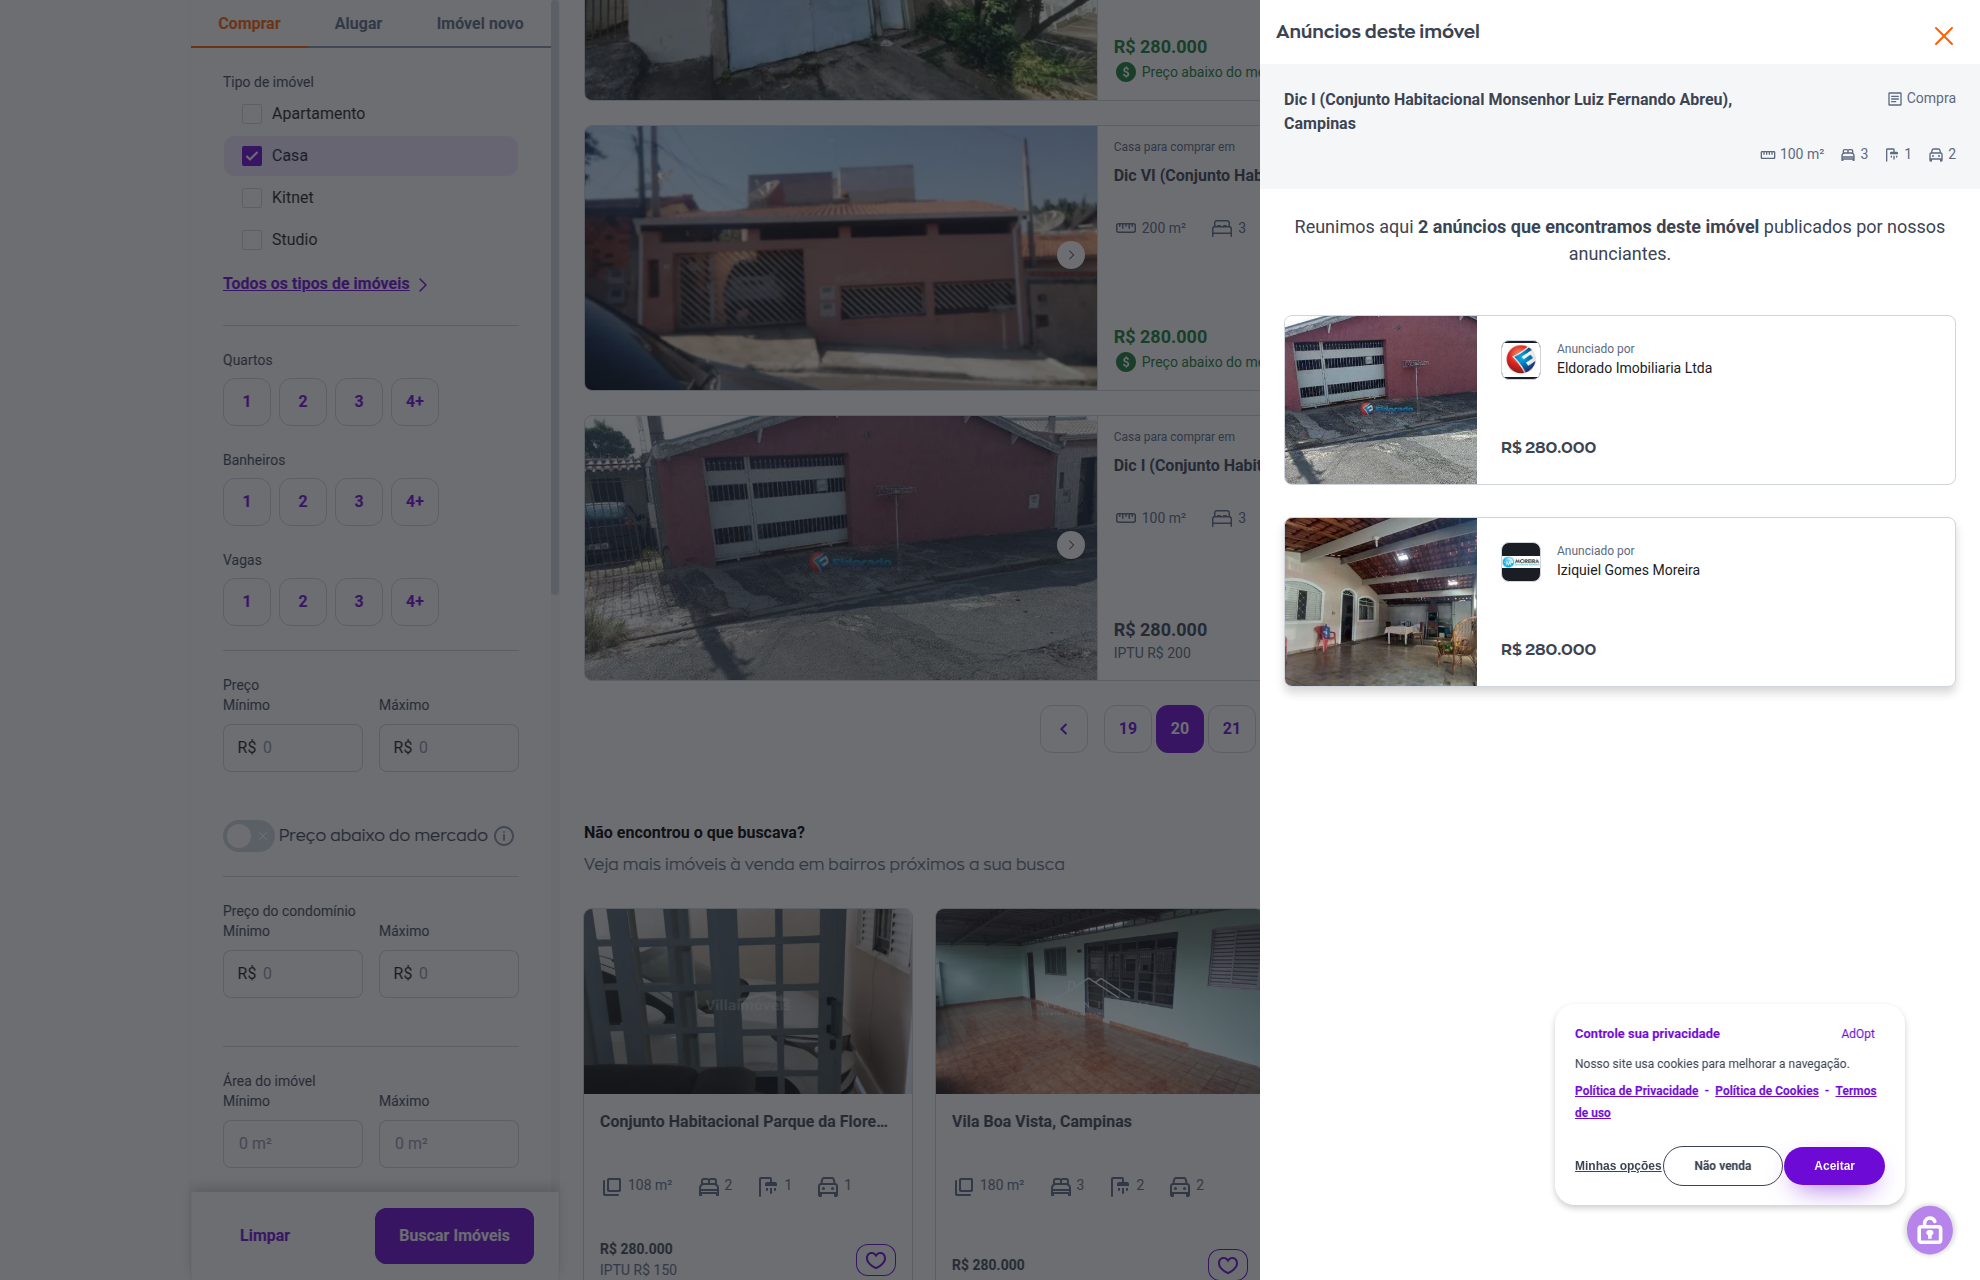 Comprar
Alugar
Imóvel novo
Tipo de imóvel
Apartamento
Casa
Kitnet
Studio
Todos os tipos de imóveis
Quartos
1
2
3
4+
Banheiros
1
2
3
4+
Vagas
1
2
3
4+
Preço
Mínimo
Máximo
R$ 0
R$ 0
Preço abaixo do mercado
Preço do condomínio
Mínimo
Máximo
R$ 0
R$ 0
Área do imóvel
Mínimo
Máximo
0 m²
0 m²
Limpar
Buscar Imóveis
R$ 280.000
Preço abaixo do
Casa para comprar em
Dic VI (Conjunto
200 m²
3
R$ 280.000
Preço abaixo do
Eldorado
Casa para comprar em
Dic I (Conjunto
100 m²
3
R$ 280.000
IPTU R$ 200
19
20
21
Não encontrou o que buscava?
Veja mais imóveis à venda em bairros próximos a sua busca
Villaimóveis
Conjunto Habitacional Parque da Flore...
108 m²
2
1
1
R$ 280.000
IPTU R$ 150
Vila Boa Vista, Campinas
180 m²
3
2
2
R$ 280.000
Anúncios deste imóvel
Dic I (Conjunto Habitacional Monsenhor Luiz Fernando Abreu),
Campinas
Compra
100 m²
3
1
2
Reunimos aqui 2 anúncios que encontramos deste imóvel publicados por nossos
anunciantes.
Eldorado
Anunciado por
Eldorado Imobiliaria Ltda
R$ 280.000
MOREIRA
Anunciado por
Iziquiel Gomes Moreira
R$ 280.000
Controle sua privacidade
AdOpt
Nosso site usa cookies para melhorar a navegação.
Política de Privacidade - Política de Cookies - Termos
de uso
Minhas opções
Não venda
Aceitar